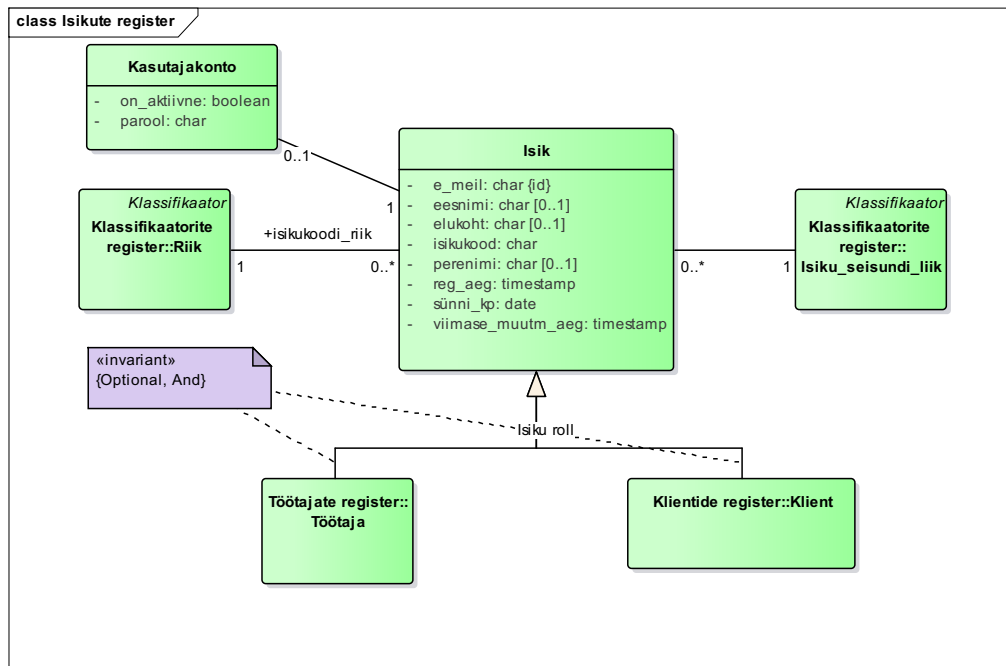 class Isikute register
Kasutajakonto
- on_aktiivne: boolean
- parool: char
0..1
Isik
- e_meil: char {id}
- eesnimi: char [0..1]
- elukoht: char [0..1]
- isikukood: char
- perenimi: char [0..1]
- reg_aeg: timestamp
- sünni_kp: date
- viimase_muutm_aeg: timestamp
1
Klassifikaator
Klassifikaatorite
register::Riik
+isikukoodi_riik
1
0..*
Klassifikaator
Klassifikaatorite
register::
Isiku_seisundi_liik
0..*
1
«invariant»
{Optional, And}
Isiku roll
Töötajate register::
Töötaja
Klientide register::Klient